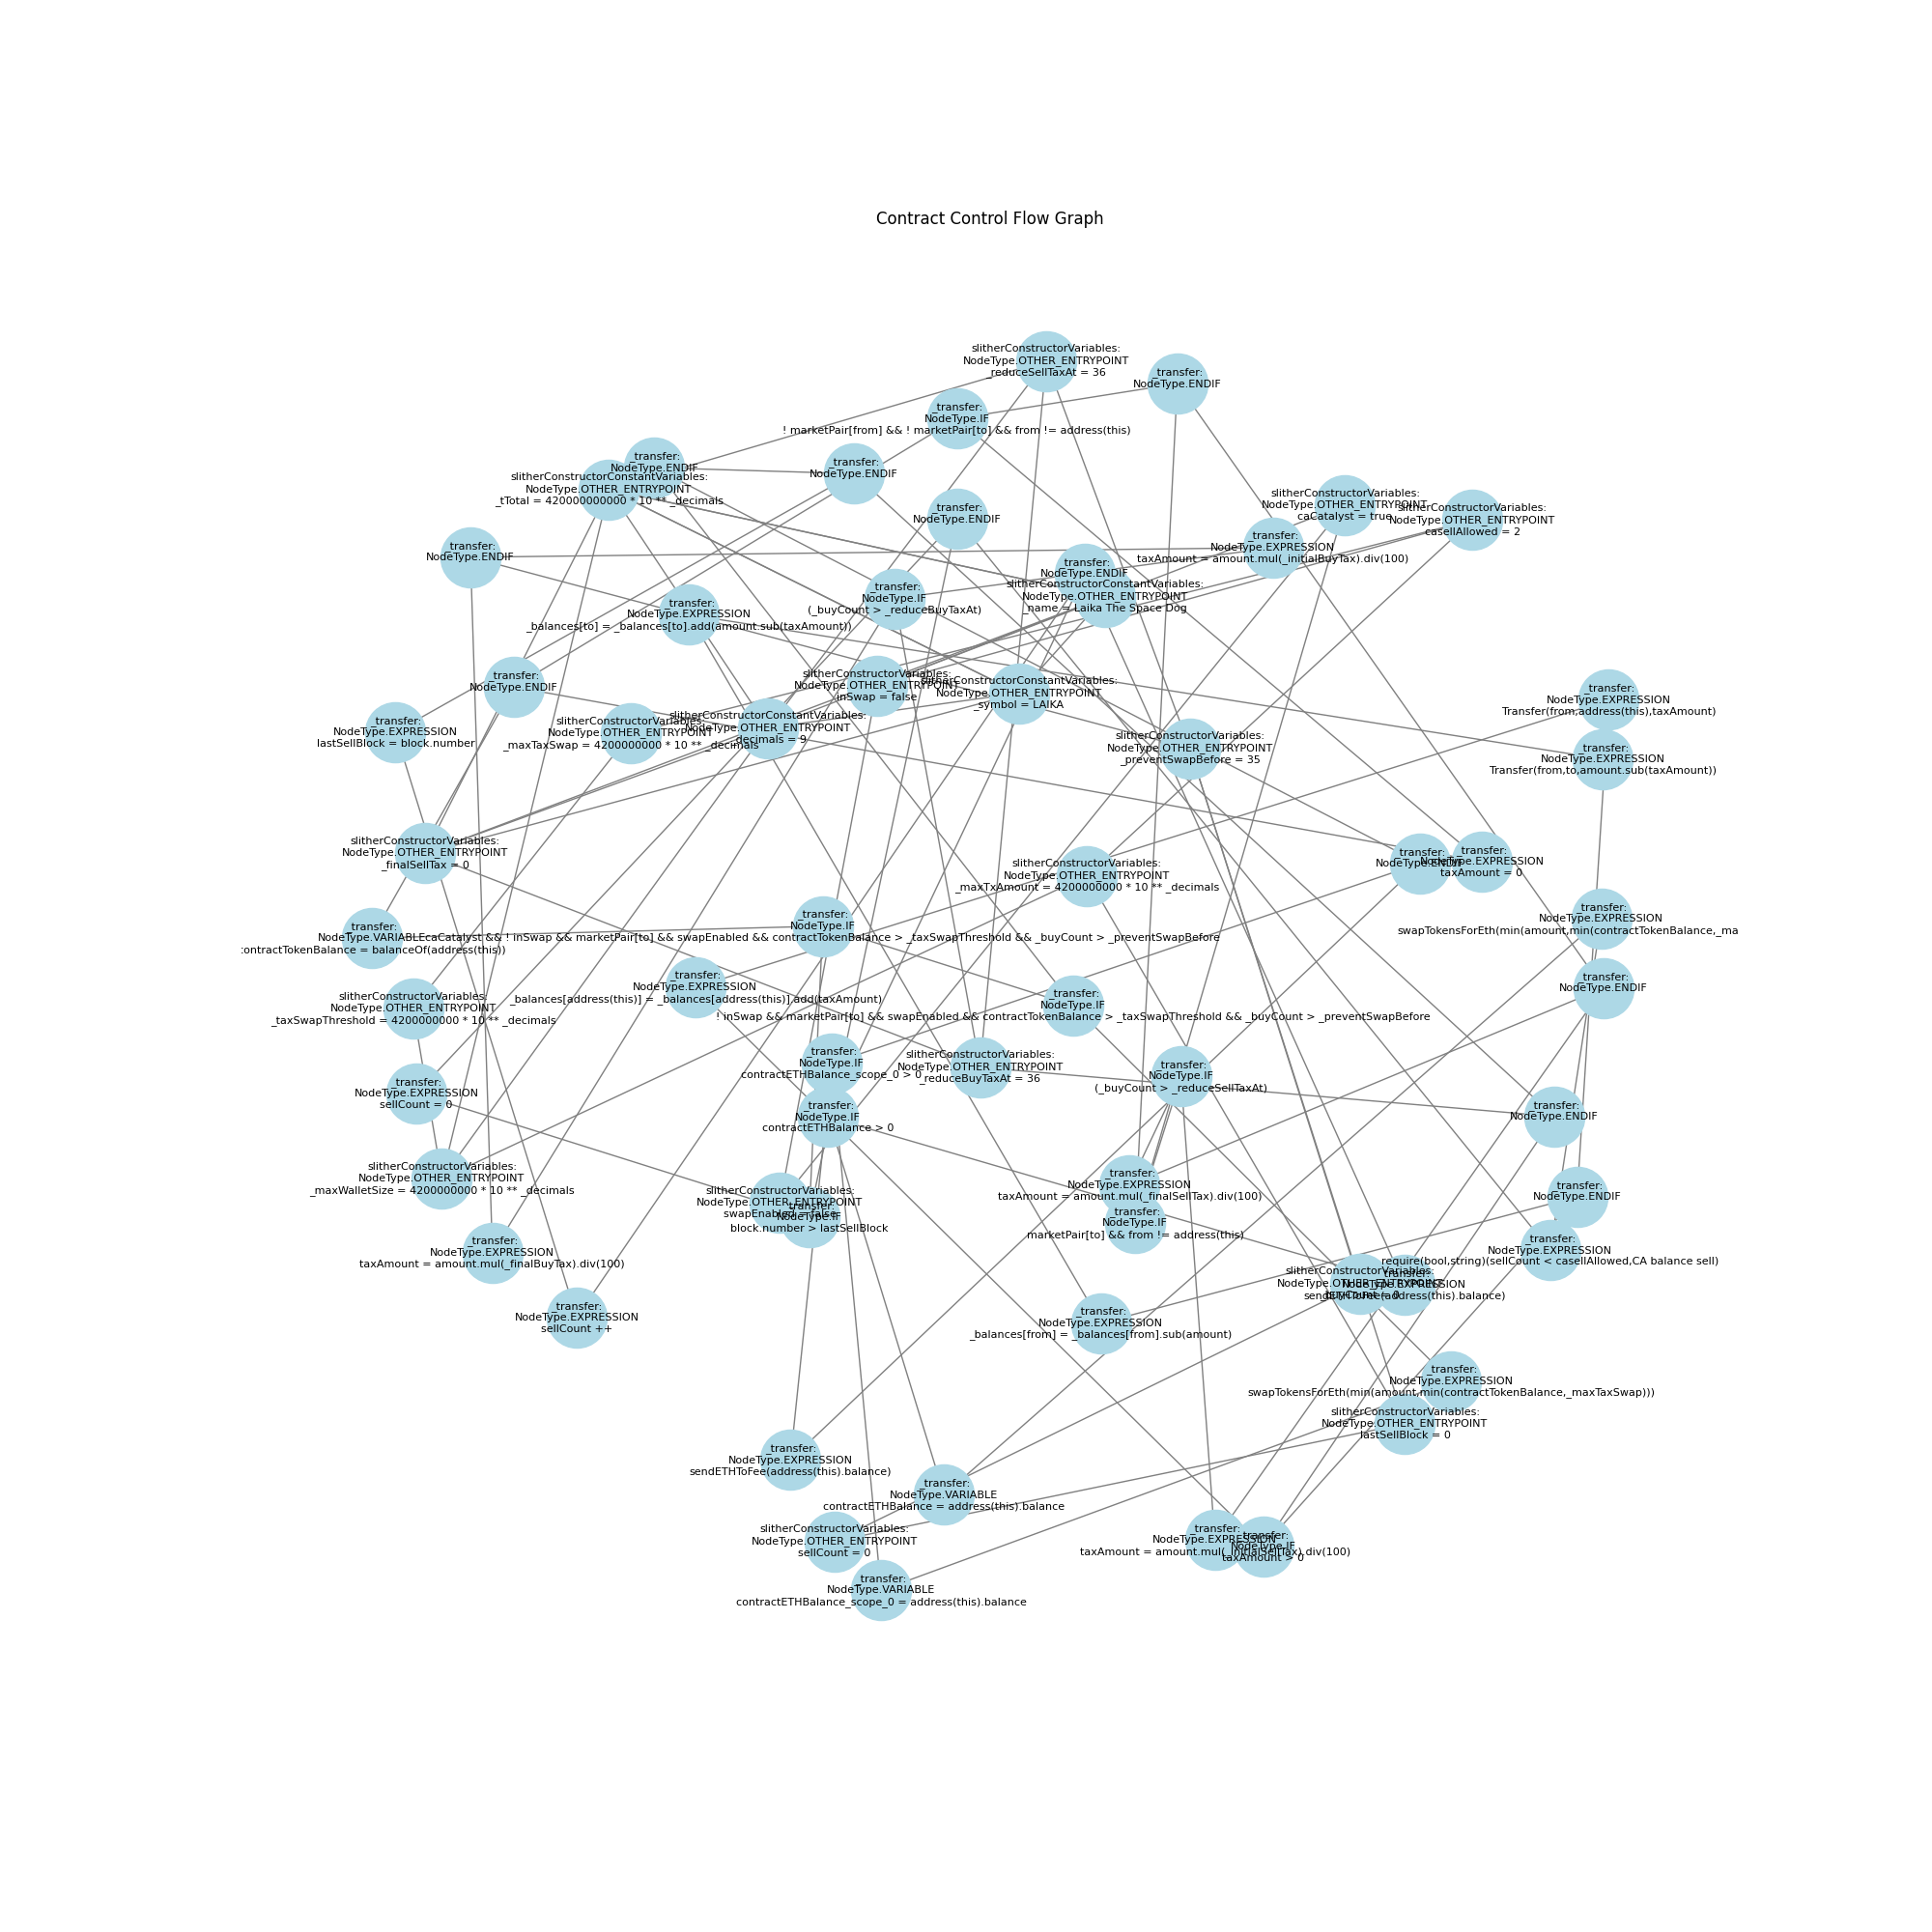 Contract Control Flow Graph
slitherConstructorVariables:
NodeType.OTHER_ENTRYPOINT
_reduceSellTaxAt = 36
_transfer:
NodeType.ENDIF
_transfer:
NodeType.IF
! marketPair[from] && ! marketPair[to] && from != address(this)
_transfer:
NodeType.ENDIF
_transfer:
NodeType.ENDIF
slitherConstructorConstantVariables:
NodeType.OTHER_ENTRYPOINT
_tTotal = 420000000000 * 10 ** _decimals
_transfer:
NodeType.ENDIF
slitherConstructorVariables:
NodeType.OTHER_ENTRYPOINT
caCatalyst = true
slitherConstructorVariables:
NodeType.OTHER_ENTRYPOINT
casellAllowed = 2
_transfer:
NodeType.ENDIF
_transfer:
NodeType.EXPRESSION
taxAmount = amount.mul(_initialBuyTax).div(100)
_transfer:
NodeType.ENDIF
slitherConstructorConstantVariables:
NodeType.OTHER_ENTRYPOINT
_name = Laika The Space Dog
_transfer:
NodeType.IF
(_buyCount > _reduceBuyTaxAt)
_transfer:
NodeType.EXPRESSION
_balances[to] = _balances[to].add(amount.sub(taxAmount))
_transfer:
NodeType.ENDIF
slitherConstructorVariables:
NodeType.OTHER_ENTRYPOINT
inSwap = false
slitherConstructorConstantVariables:
NodeType.OTHER_ENTRYPOINT
_symbol = LAIKA
_transfer:
NodeType.EXPRESSION
Transfer(from,address(this),taxAmount)
_transfer:
NodeType.EXPRESSION
lastSellBlock = block.number
slitherConstructorVariables:
NodeType.OTHER_ENTRYPOINT
_maxTaxSwap = 4200000000 * 10 ** _decimals
slitherConstructorConstantVariables:
NodeType.OTHER_ENTRYPOINT
_decimals = 9
slitherConstructorVariables:
NodeType.OTHER_ENTRYPOINT
_preventSwapBefore = 35
_transfer:
NodeType.EXPRESSION
Transfer(from,to,amount.sub(taxAmount))
slitherConstructorVariables:
NodeType.OTHER_ENTRYPOINT
_finalSellTax = 0
_transfer:
NodeType.ENDIF
_transfer:
NodeType.EXPRESSION
taxAmount = 0
slitherConstructorVariables:
NodeType.OTHER_ENTRYPOINT
_maxTxAmount = 4200000000 * 10 ** _decimals
_transfer:
NodeType.VARIABLE
contractTokenBalance = balanceOf(address(this))
_transfer:
NodeType.IF
caCatalyst && ! inSwap && marketPair[to] && swapEnabled && contractTokenBalance > _taxSwapThreshold && _buyCount > _preventSwapBefore
_transfer:
NodeType.EXPRESSION
swapTokensForEth(min(amount,min(contractTokenBalance,_ma
_transfer:
NodeType.EXPRESSION
_balances[address(this)] = _balances[address(this)].add(taxAmount)
_transfer:
NodeType.ENDIF
slitherConstructorVariables:
NodeType.OTHER_ENTRYPOINT
_taxSwapThreshold = 4200000000 * 10 ** _decimals
_transfer:
NodeType.IF
! inSwap && marketPair[to] && swapEnabled && contractTokenBalance > _taxSwapThreshold && _buyCount > _preventSwapBefore
_transfer:
NodeType.IF
contractETHBalance_scope_0 > 0
slitherConstructorVariables:
NodeType.OTHER_ENTRYPOINT
_reduceBuyTaxAt = 36
_transfer:
NodeType.IF
(_buyCount > _reduceSellTaxAt)
_transfer:
NodeType.EXPRESSION
sellCount = 0
_transfer:
NodeType.IF
contractETHBalance > 0
_transfer:
NodeType.ENDIF
slitherConstructorVariables:
NodeType.OTHER_ENTRYPOINT
_maxWalletSize = 4200000000 * 10 ** _decimals
_transfer:
NodeType.EXPRESSION
taxAmount = amount.mul(_finalSellTax).div(100)
_transfer:
NodeType.ENDIF
slitherConstructorVariables:
NodeType.OTHER_ENTRYPOINT
swapEnabled = false
_transfer:
NodeType.IF
block.number > lastSellBlock
_transfer:
NodeType.IF
marketPair[to] && from != address(this)
_transfer:
NodeType.EXPRESSION
taxAmount = amount.mul(_finalBuyTax).div(100)
_transfer:
NodeType.EXPRESSION
require(bool,string)(sellCount < casellAllowed,CA balance sell)
slitherConstructorVariables:
NodeType.OTHER_ENTRYPOINT
_transfer:
NodeType.EXPRESSION
sendETHToFee(address(this).balance)
_transfer:
NodeType.EXPRESSION
sellCount ++
_transfer:
NodeType.EXPRESSION
_balances[from] = _balances[from].sub(amount)
_transfer:
NodeType.EXPRESSION
swapTokensForEth(min(amount,min(contractTokenBalance,_maxTaxSwap)))
slitherConstructorVariables:
NodeType.OTHER_ENTRYPOINT
lastSellBlock = 0
_transfer:
NodeType.EXPRESSION
sendETHToFee(address(this).balance)
_transfer:
NodeType.VARIABLE
contractETHBalance = address(this).balance
slitherConstructorVariables:
NodeType.OTHER_ENTRYPOINT
sellCount = 0
_transfer:
NodeType.EXPRESSION
taxAmount = amount.mul(_initialSellTax).div(100)
_transfer:
NodeType.IF
taxAmount > 0
_transfer:
NodeType.VARIABLE
contractETHBalance_scope_0 = address(this).balance